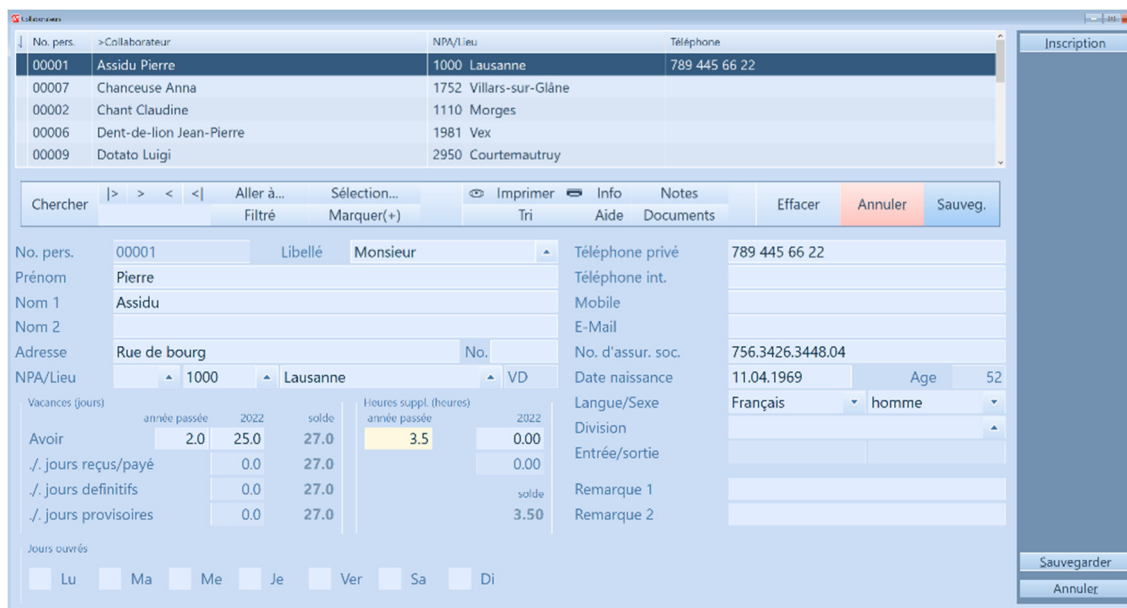 Collaborateurs
No. pers. >Collaborateur NPA/Lieu Téléphone
00001 Assidu Pierre 1000 Lausanne 789 445 66 22
00007 Chanceuse Anna 1752 Villars-sur-Glâne
00002 Chant Claudine 1110 Morges
00006 Dent-de-lion Jean-Pierre 1981 Vex
00009 Dotato Luigi 2950 Courtemautruy
Inscription
Chercher |> > < <| Aller à... Sélection... Imprimer Info Notes Effacer Annuler Sauveg.
Filtré Marquer(+) Tri Aide Documents
No. pers. 00001 Libellé Monsieur Téléphone privé 789 445 66 22
Prénom Pierre Téléphone int.
Nom 1 Assidu Mobile
Nom 2 E-Mail
Adresse Rue de bourg No. No. d'assur. soc. 756.3426.3448.04
NPA/Lieu 1000 Lausanne VD Date naissance 11.04.1969 Age 52
Vacances (jours) Heures suppl. (heures) Langue/Sexe Français homme
année passée 2022 solde année passée 2022
Avoir 2.0 25.0 27.0 3.5 0.00 Division
./. jours reçus/payé 0.0 27.0 0.00 Entrée/sortie
./. jours definitifs 0.0 27.0 solde Remarque 1
./. jours provisoires 0.0 27.0 3.50 Remarque 2
Jours ouvrés
Lu Ma Me Je Ver Sa Di
Sauvegarder
Annuler